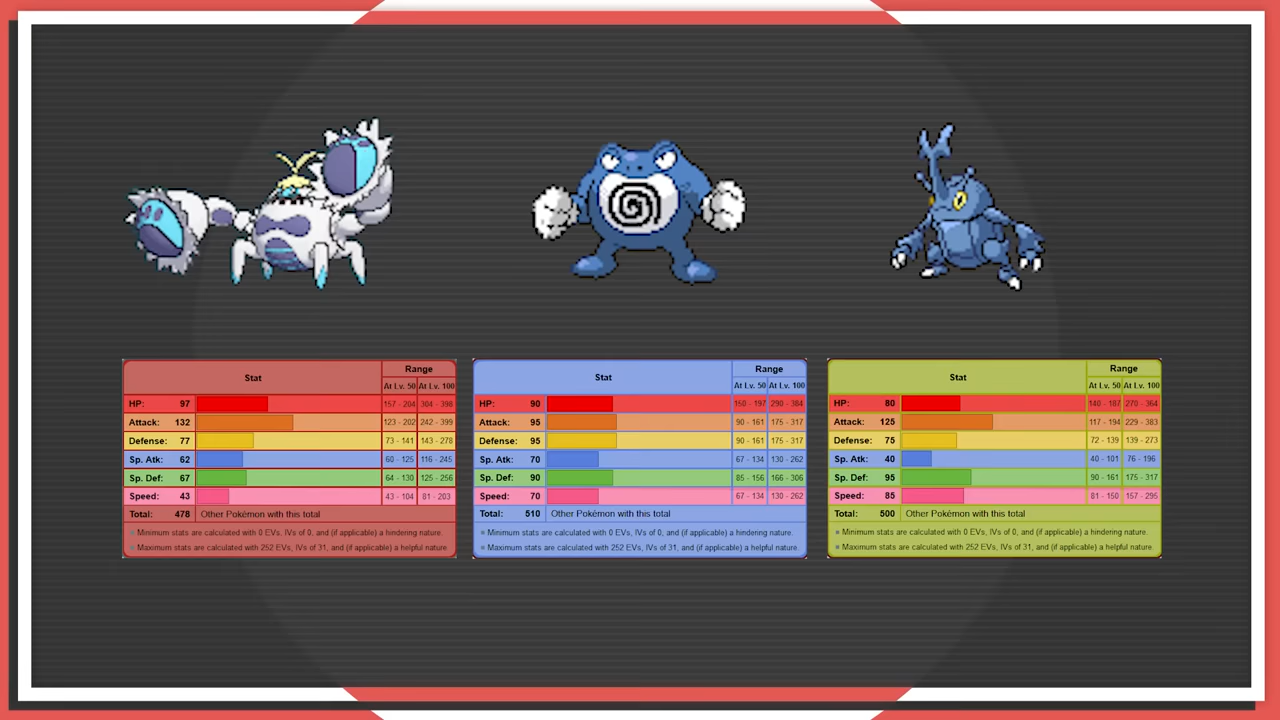 Stat Range
At Lv. 50 At Lv. 100
HP: 97 157 - 204 304 - 398
Attack: 132 123 - 202 242 - 399
Defense: 77 73 - 141 143 - 278
Sp. Atk: 62 60 - 125 116 - 245
Sp. Def: 67 64 - 130 125 - 256
Speed: 43 43 - 104 81 - 203
Total: 478 Other Pokémon with this total
Minimum stats are calculated with 0 EVs, IVs of 0, and (if applicable) a hindering nature.
Maximum stats are calculated with 252 EVs, IVs of 31, and (if applicable) a helpful nature.
Stat Range
At Lv. 50 At Lv. 100
HP: 90 150 - 197 290 - 384
Attack: 95 90 - 161 175 - 317
Defense: 95 90 - 161 175 - 317
Sp. Atk: 70 67 - 134 130 - 262
Sp. Def: 90 85 - 156 166 - 306
Speed: 70 67 - 134 130 - 262
Total: 510 Other Pokémon with this total
Minimum stats are calculated with 0 EVs, IVs of 0, and (if applicable) a hindering nature.
Maximum stats are calculated with 252 EVs, IVs of 31, and (if applicable) a helpful nature.
Stat Range
At Lv. 50 At Lv. 100
HP: 80 140 - 187 270 - 364
Attack: 125 117 - 194 229 - 383
Defense: 75 72 - 139 139 - 273
Sp. Atk: 40 40 - 101 76 - 196
Sp. Def: 95 90 - 161 175 - 317
Speed: 85 81 - 150 157 - 295
Total: 500 Other Pokémon with this total
Minimum stats are calculated with 0 EVs, IVs of 0, and (if applicable) a hindering nature.
Maximum stats are calculated with 252 EVs, IVs of 31, and (if applicable) a helpful nature.